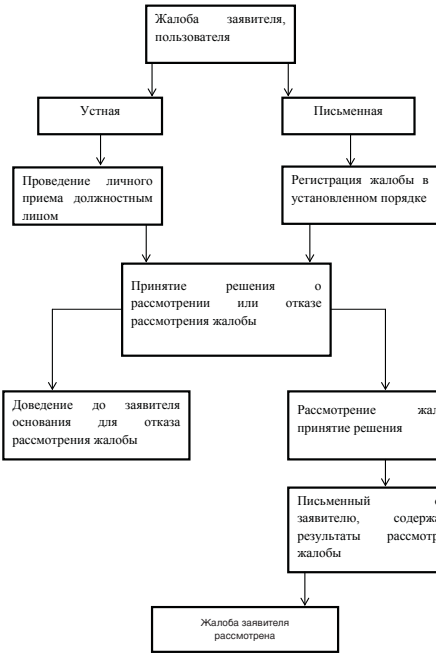 Жалоба заявителя,
пользователя
Устная
Письменная
Проведение личного
приема должностным
лицом
Регистрация жалобы в
установленном порядке
Принятие решения о
рассмотрении или отказе
рассмотрения жалобы
Доведение до заявителя
основания для отказа
рассмотрения жалобы
Рассмотрение
принятие решения
Письменный
заявителю,
результаты
жалобы
Жалоба заявителя
рассмотрена